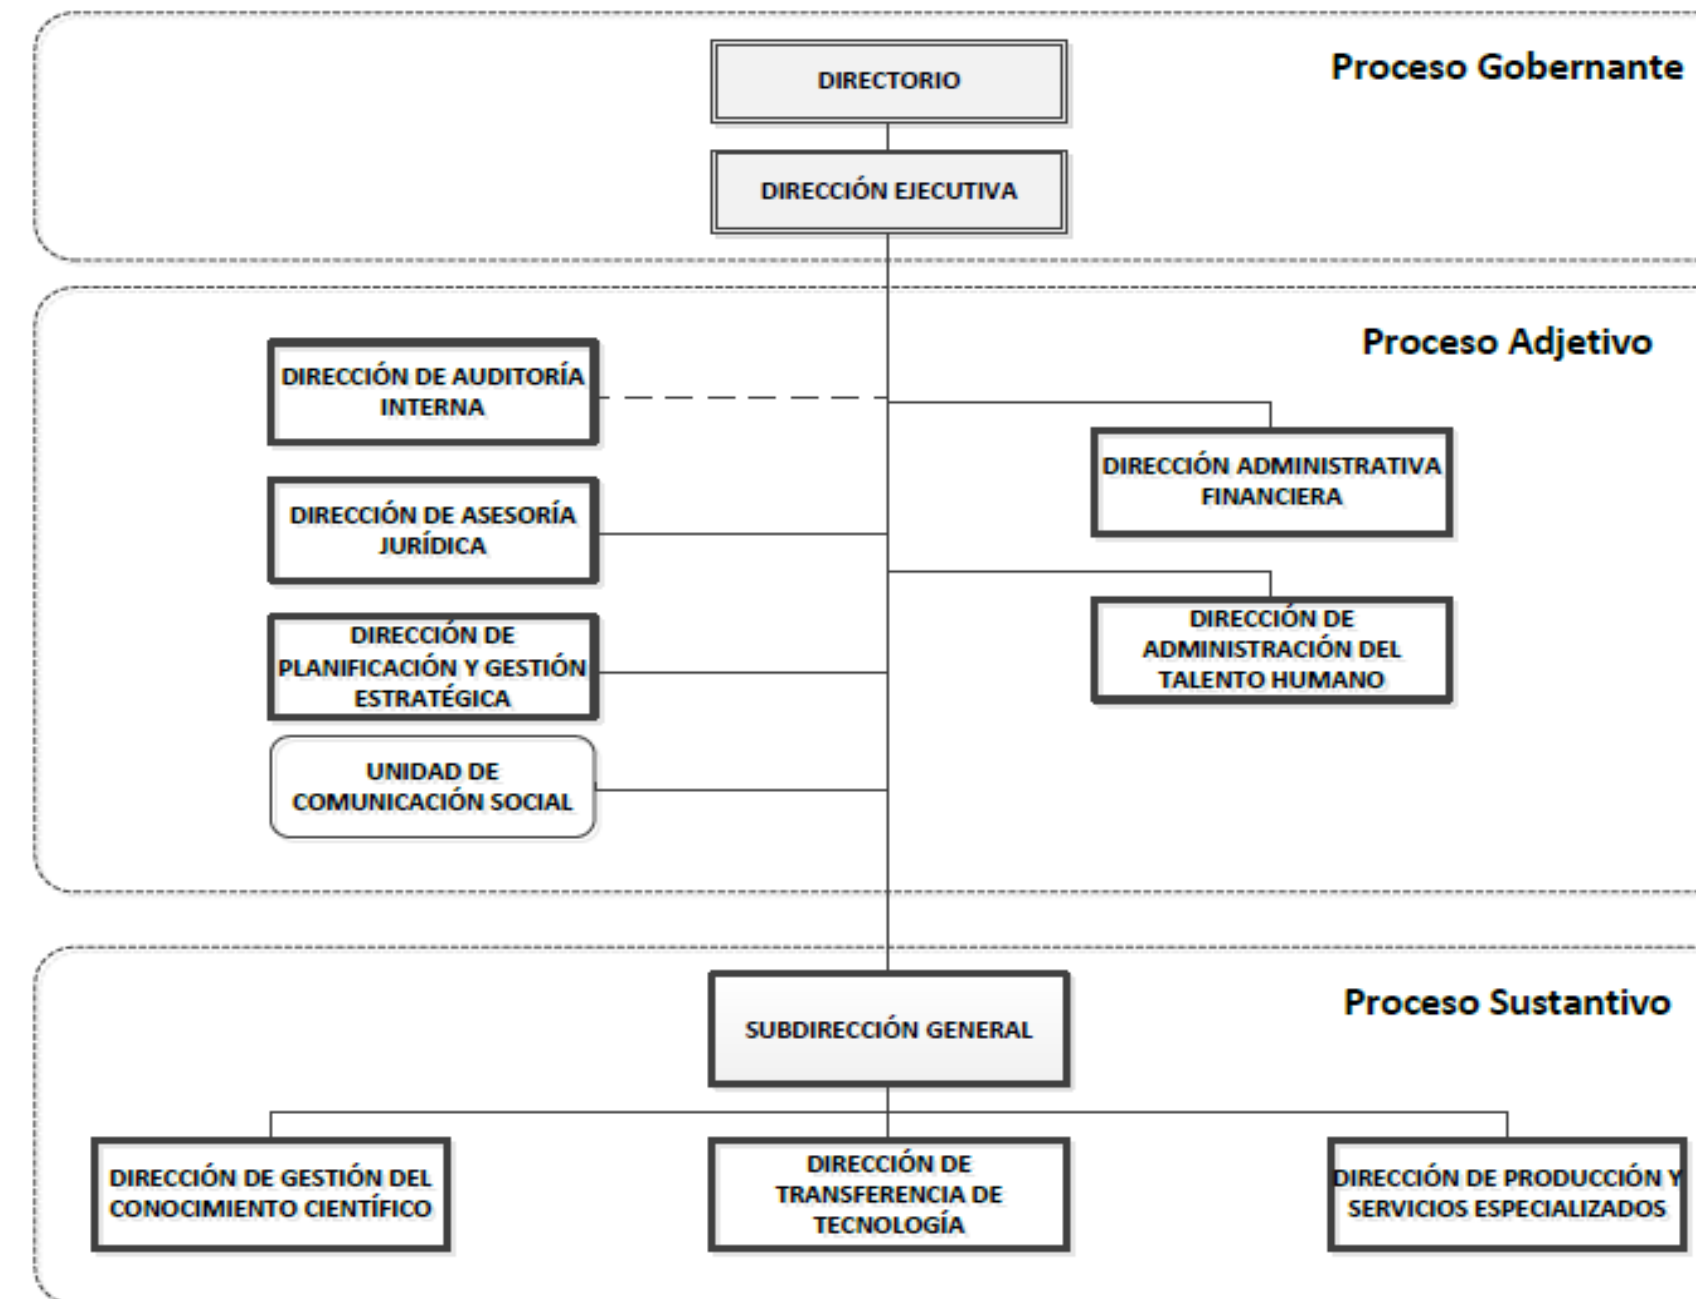 Proceso Gobernante
DIRECTORIO
DIRECCIÓN EJECUTIVA
Proceso Adjetivo
DIRECCIÓN DE AUDITORÍA
INTERNA
DIRECCIÓN ADMINISTRATIVA
FINANCIERA
DIRECCIÓN DE ASESORÍA
JURÍDICA
DIRECCIÓN DE
ADMINISTRACIÓN DEL
TALENTO HUMANO
DIRECCIÓN DE
PLANIFICACIÓN Y GESTIÓN
ESTRATÉGICA
UNIDAD DE
COMUNICACIÓN SOCIAL
Proceso Sustantivo
SUBDIRECCIÓN GENERAL
DIRECCIÓN DE GESTIÓN DEL
CONOCIMIENTO CIENTÍFICO
DIRECCIÓN DE
TRANSFERENCIA DE
TECNOLOGÍA
DIRECCIÓN DE PRODUCCIÓN Y
SERVICIOS ESPECIALIZADOS